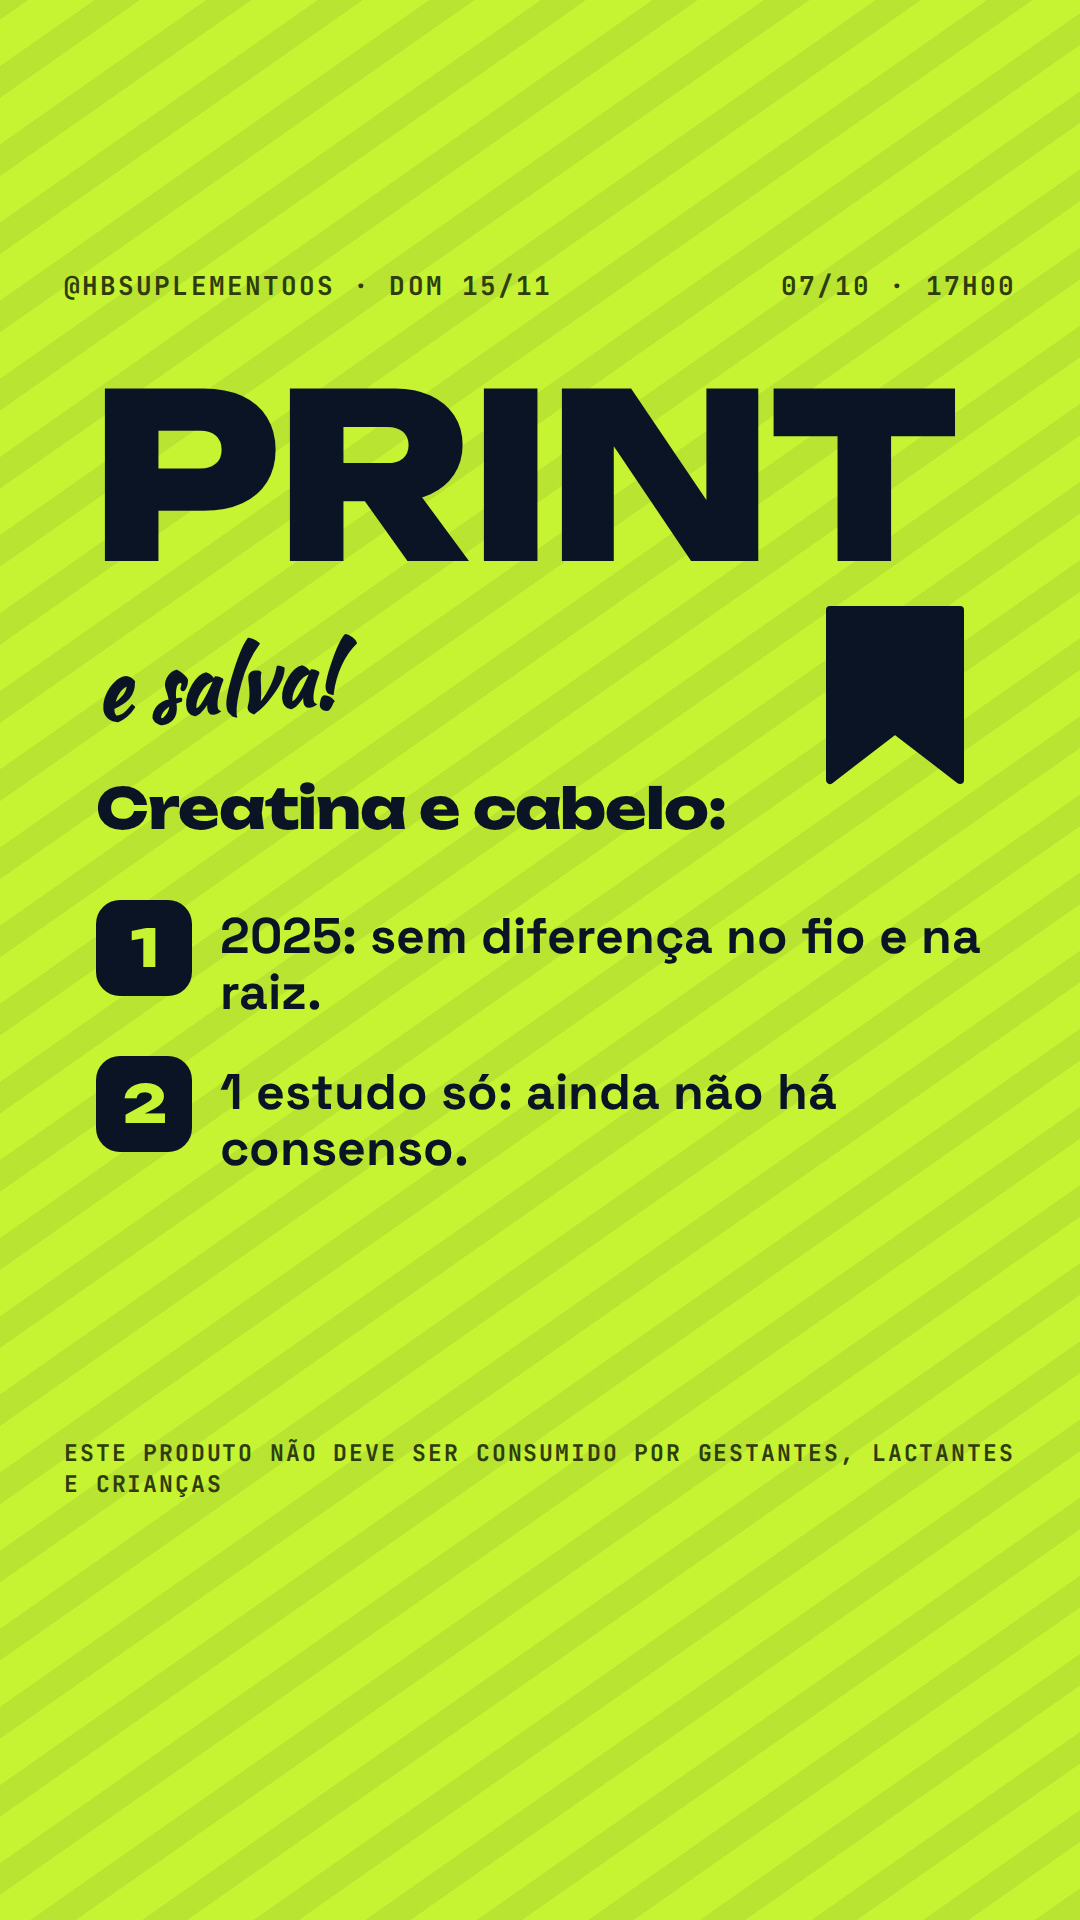 @HBSUPLEMENTOOS · DOM 15/11 07/10 · 17H00
PRINT
e salva!
Creatina e cabelo:
1 2025: sem diferença no fio e na
raiz.
2 1 estudo só: ainda não há
consenso.
ESTE PRODUTO NÃO DEVE SER CONSUMIDO POR GESTANTES, LACTANTES
E CRIANÇAS